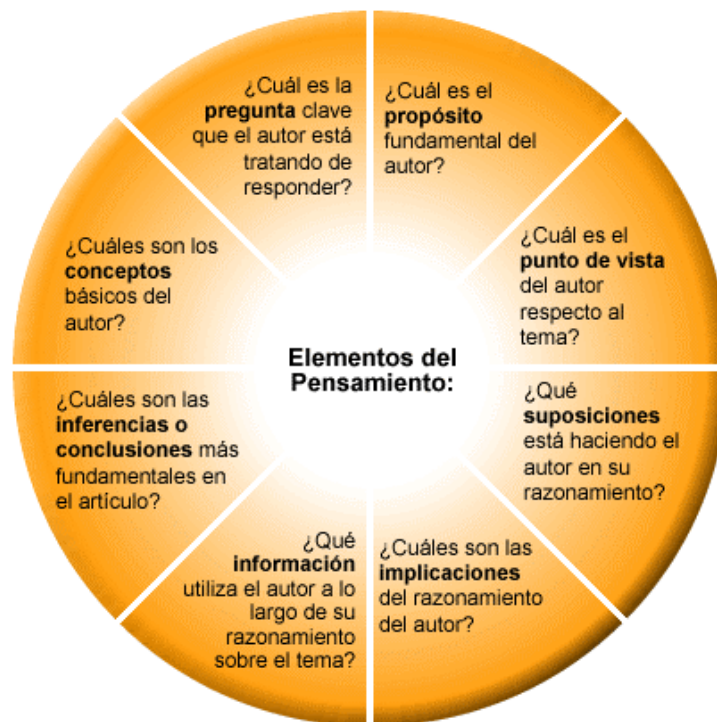 ¿Cuál es la
pregunta clave
que el autor está
tratando de
responder?
¿Cuál es el
propósito
fundamental del
autor?
¿Cuáles son los
conceptos
básicos del
autor?
¿Cuál es el
punto de vista
del autor
respecto al
tema?
Elementos del
Pensamiento:
¿Cuáles son las
inferencias o
conclusiones más
fundamentales en
el artículo?
¿Qué
suposiciones
está haciendo el
autor en su
razonamiento?
¿Qué
información
utiliza el autor a lo
largo de su
razonamiento
sobre el tema?
¿Cuáles son las
implicaciones
del razonamiento
del autor?